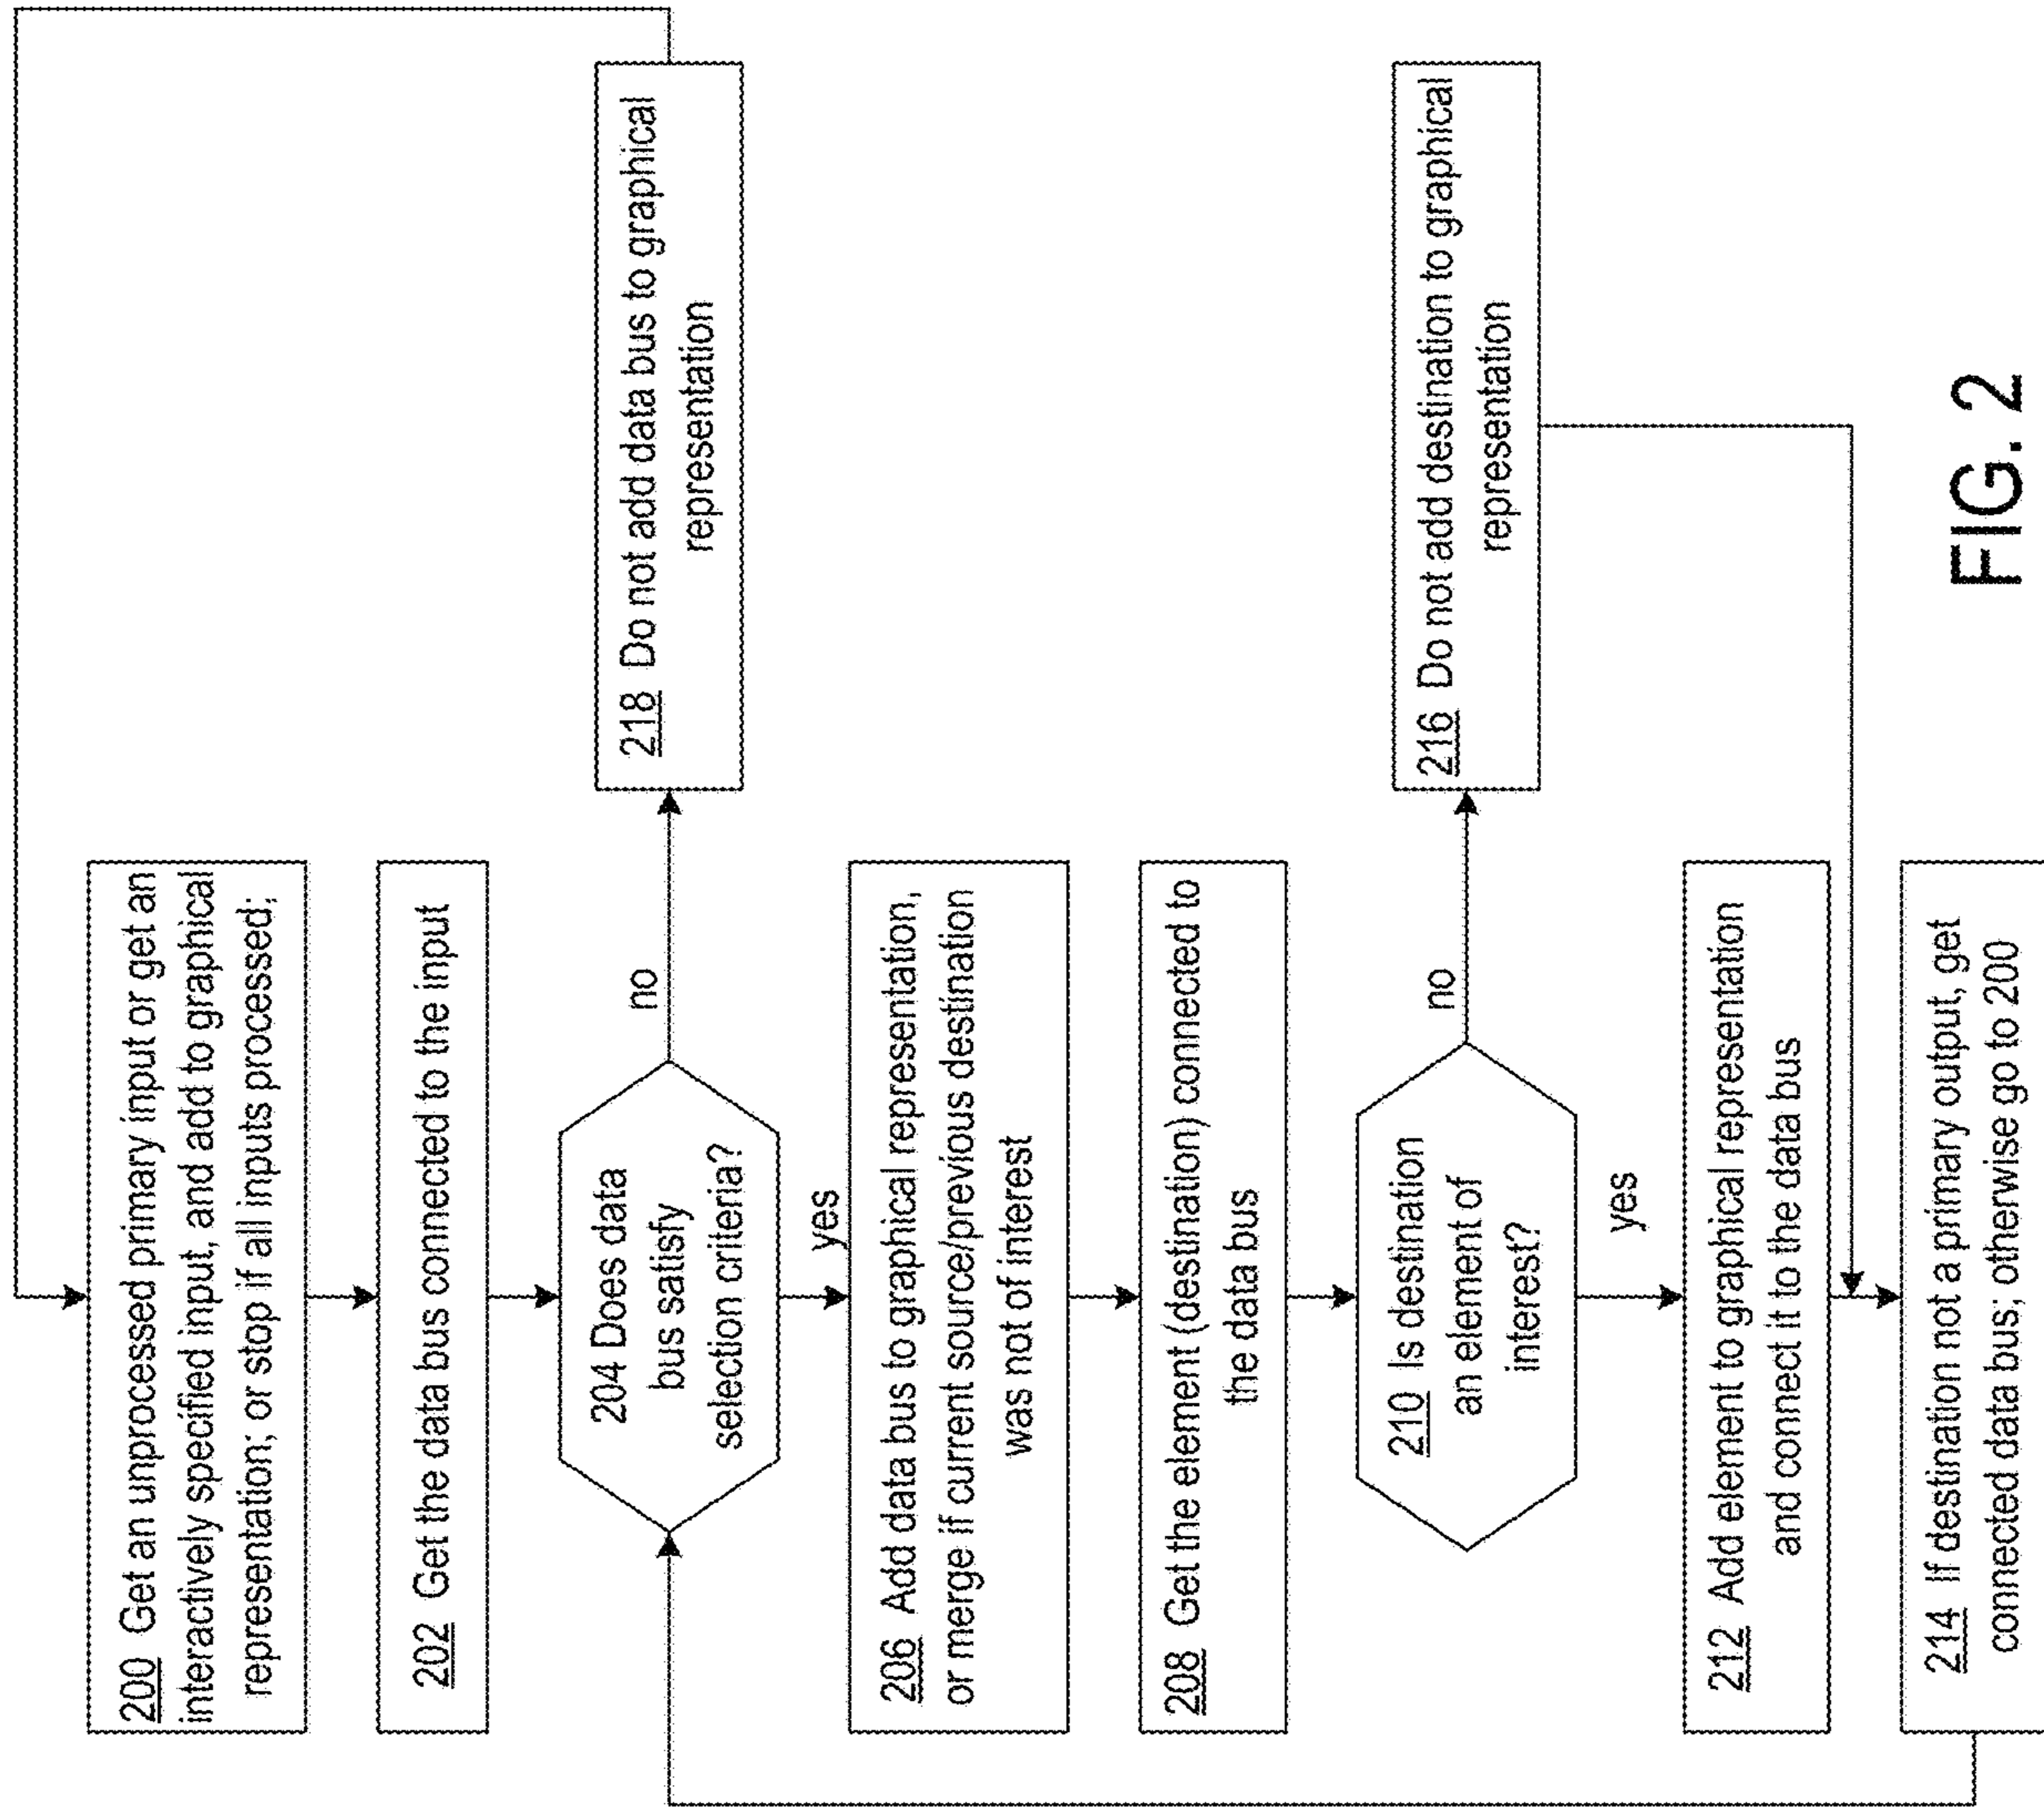 200 Get an unprocessed primary input or get an
interactively specified input, and add to graphical
representation; or stop if all inputs processed;
202 Get the data bus connected to the input
204 Does data
bus satisfy
selection criteria?
no
218 Do not add data bus to graphical
representation
yes
206 Add data bus to graphical representation,
or merge if current source/previous destination
was not of interest
208 Get the element (destination) connected to
the data bus
210 Is destination
an element of
interest?
no
216 Do not add destination to graphical
representation
yes
212 Add element to graphical representation
and connect it to the data bus
214 If destination not a primary output, get
connected data bus; otherwise go to 200
FIG. 2